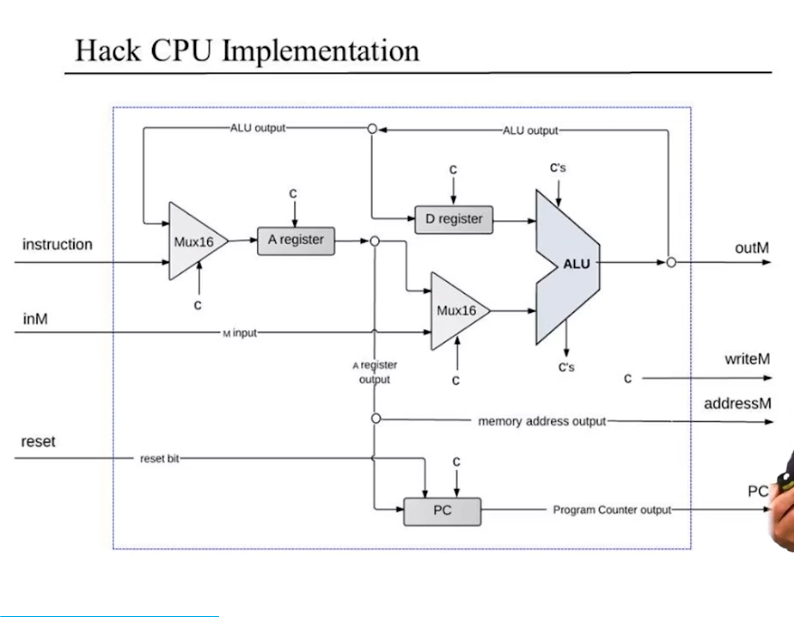 Hack CPU Implementation
ALU output
ALU output
C
C's
C
D register
instruction
Mux16
A register
ALU
outM
C
inM
Mux16
M input
A register
output
C
C's
C
writeM
addressM
memory address output
reset
reset bit
C
PC
Program Counter output
PC